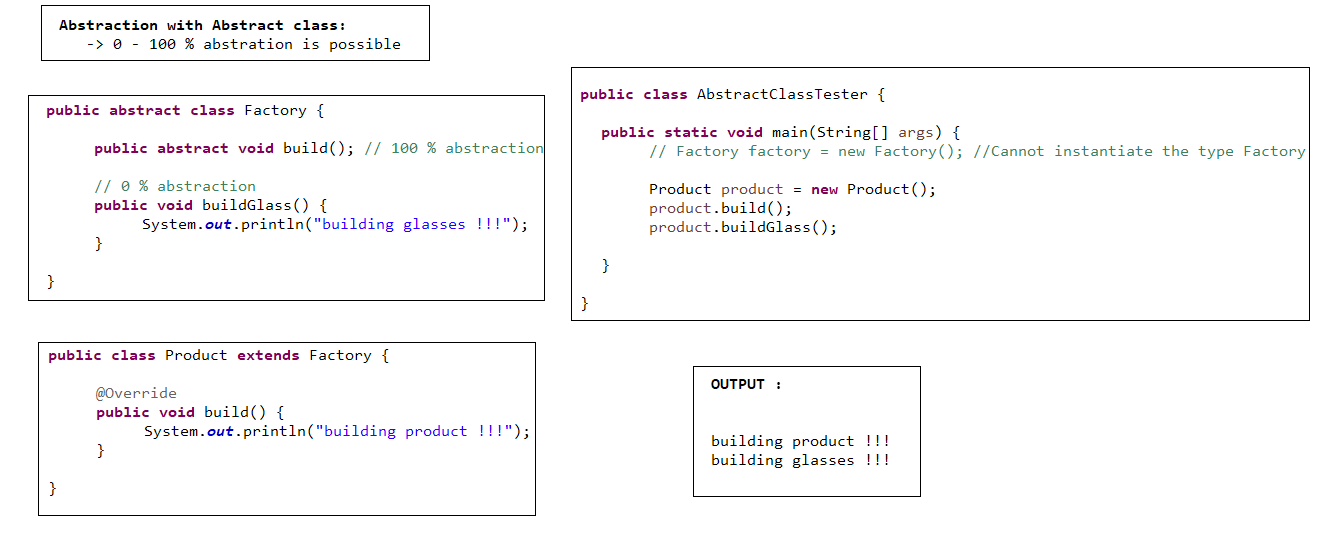 Abstraction with Abstract class:
-> 0 - 100 % abstration is possible
public abstract class Factory {
public abstract void build(); // 100 % abstraction
// 0 % abstraction
public void buildGlass() {
System.out.println("building glasses !!!");
}
}
public class Product extends Factory {
@Override
public void build() {
System.out.println("building product !!!");
}
}
public class AbstractClassTester {
public static void main(String[] args) {
// Factory factory = new Factory(); //Cannot instantiate the type Factory
Product product = new Product();
product.build();
product.buildGlass();
}
}
OUTPUT :
building product !!!
building glasses !!!